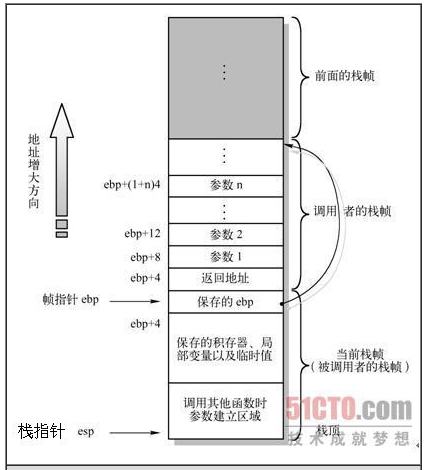 前面的栈帧
地址增大方向
ebp+(1+n)4 参数 n
调用者的栈帧
ebp+12 参数 2
ebp+8 参数 1
ebp+4 返回地址
帧指针 ebp 保存的 ebp
ebp+4
保存的积存器、局
部变量以及临时值
当前栈帧
(被调用者的栈帧)
调用其他函数时
参数建立区域
51CTO.com
技术成就梦想
栈指针 esp 栈顶